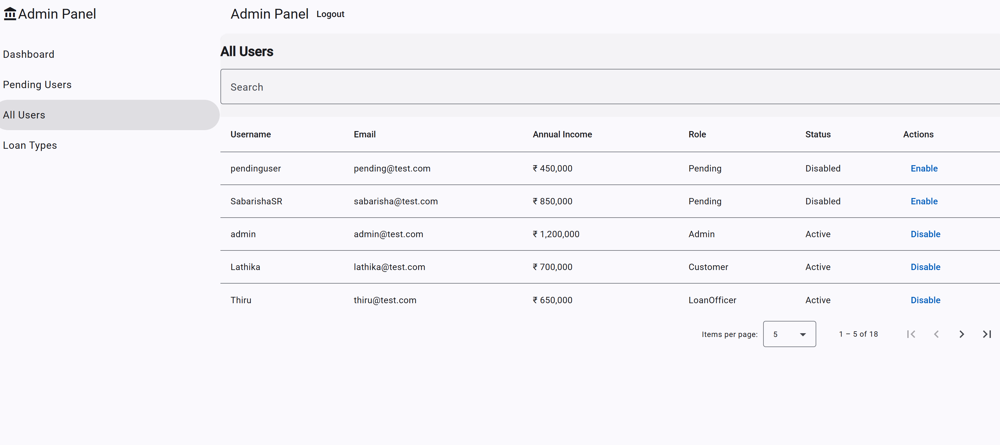 Admin Panel
Dashboard
Pending Users
All Users
Loan Types
Admin Panel Logout
All Users
Search
Username Email Annual Income Role Status Actions
pendinguser pending@test.com ₹ 450,000 Pending Disabled Enable
SabarishaSR sabarisha@test.com ₹ 850,000 Pending Disabled Enable
admin admin@test.com ₹ 1,200,000 Admin Active Disable
Lathika lathika@test.com ₹ 700,000 Customer Active Disable
Thiru thiru@test.com ₹ 650,000 LoanOfficer Active Disable
Items per page: 5 1 – 5 of 18